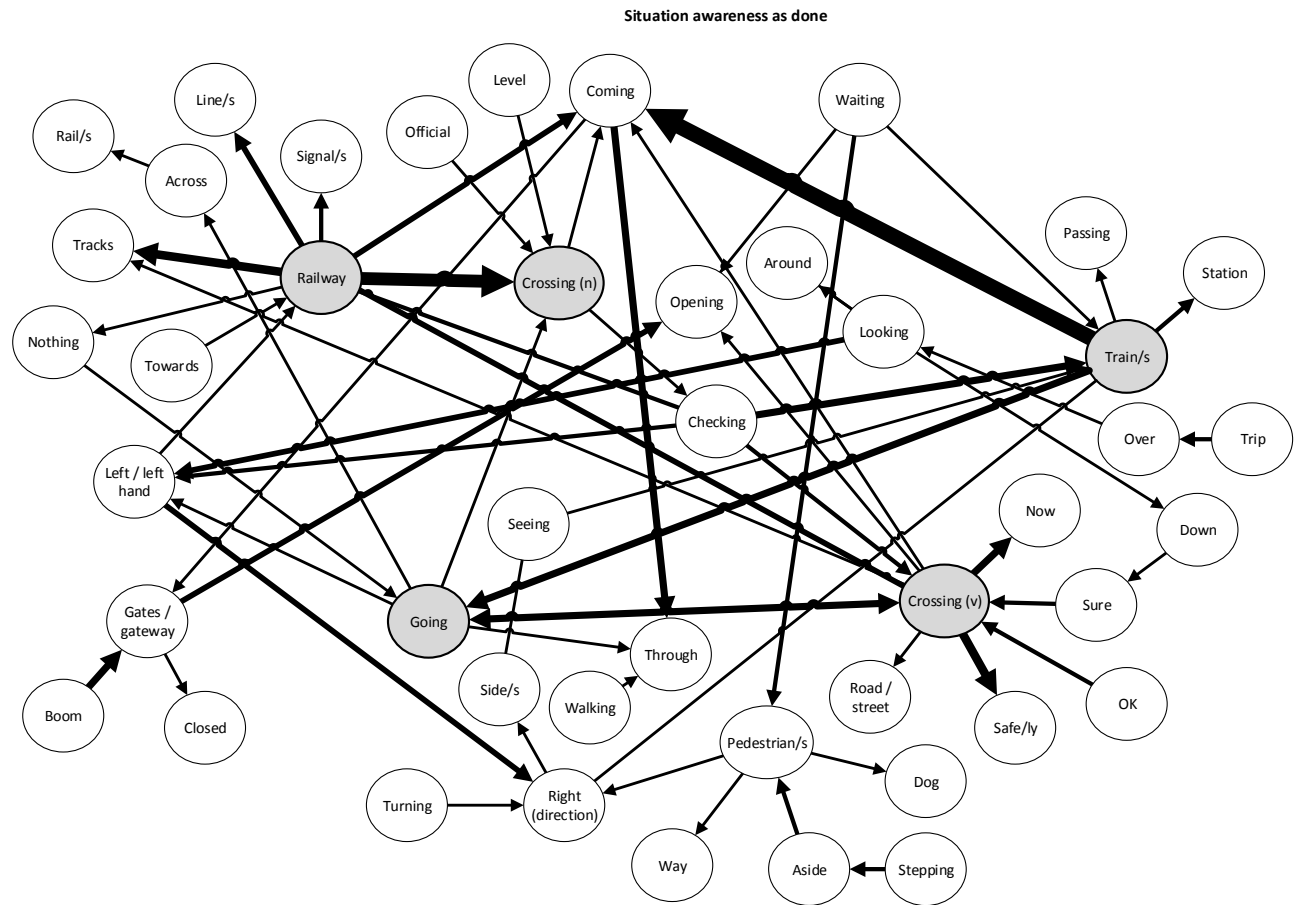 Situation awareness as done
Level
Coming
Waiting
Line/s
Official
Rail/s
Signal/s
Across
Passing
Tracks
Around
Station
Railway
Crossing (n)
Opening
Looking
Nothing
Towards
Train/s
Checking
Over
Trip
Left / left
hand
Seeing
Now
Down
Gates /
gateway
Going
Crossing (v)
Sure
Through
Side/s
Road /
street
Walking
OK
Boom
Closed
Safe/ly
Pedestrian/s
Dog
Turning
Right
(direction)
Way
Aside
Stepping